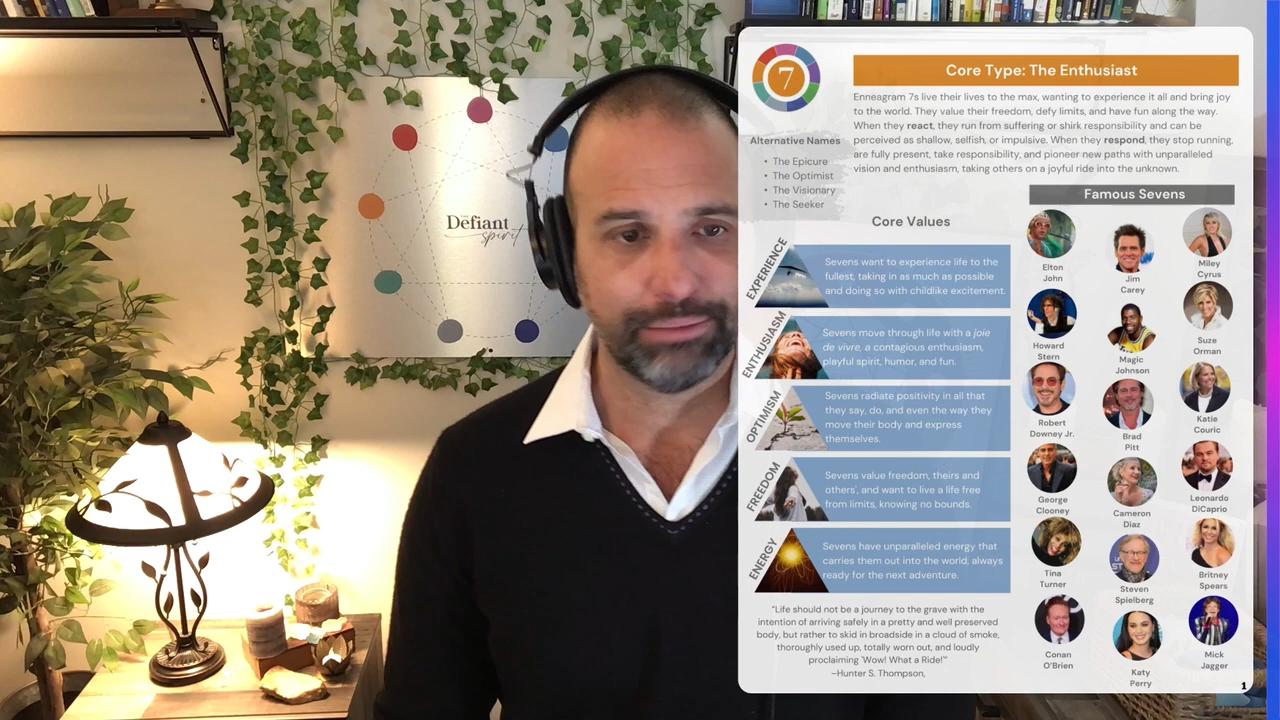 The
Defiant
spirit
7
Core Type: The Enthusiast
Enneagram 7s live their lives to the max, wanting to experience it all and bring joy
to the world. They value their freedom, defy limits, and have fun along the way.
When they react, they run from suffering or shirk responsibility and can be
perceived as shallow, selfish, or impulsive. When they respond, they stop running,
are fully present, take responsibility, and pioneer new paths with unparalleled
vision and enthusiasm, taking others on a joyful ride into the unknown.
Alternative Names
• The Epicure
• The Optimist
• The Visionary
• The Seeker
Core Values
EXPERIENCE
Sevens want to experience life to the
fullest, taking in as much as possible
and doing so with childlike excitement.
ENTHUSIASM
Sevens move through life with a joie
de vivre, a contagious enthusiasm,
playful spirit, humor, and fun.
OPTIMISM
Sevens radiate positivity in all that
they say, do, and even the way they
move their body and express
themselves.
FREEDOM
Sevens value freedom, theirs and
others', and want to live a life free
from limits, knowing no bounds.
ENERGY
Sevens have unparalleled energy that
carries them out into the world, always
ready for the next adventure.
"Life should not be a journey to the grave with the
intention of arriving safely in a pretty and well preserved
body, but rather to skid in broadside in a cloud of smoke,
thoroughly used up, totally worn out, and loudly
proclaiming 'Wow! What a Ride!'"
–Hunter S. Thompson,
Famous Sevens
Elton
John
Jim
Carey
Miley
Cyrus
Howard
Stern
Magic
Johnson
Suze
Orman
Robert
Downey Jr.
Brad
Pitt
Katie
Couric
George
Clooney
Cameron
Diaz
Leonardo
DiCaprio
Tina
Turner
Steven
Spielberg
Britney
Spears
Conan
O'Brien
Katy
Perry
Mick
Jagger
1